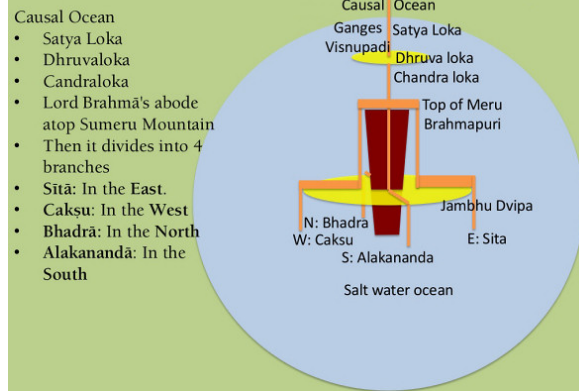 Causal Ocean
• Satya Loka
• Dhruvaloka
• Candraloka
• Lord Brahmā's abode
atop Sumeru Mountain
• Then it divides into 4
branches
• Sītā: In the East.
• Cakṣu: In the West
• Bhadrā: In the North
• Alakanandā: In the
South
Causal Ocean
Ganges Satya Loka
Visnupadi
Dhruva loka
Chandra loka
Top of Meru
Brahmapuri
Jambhu Dvipa
N: Bhadra
W: Caksu
E: Sita
S: Alakananda
Salt water ocean